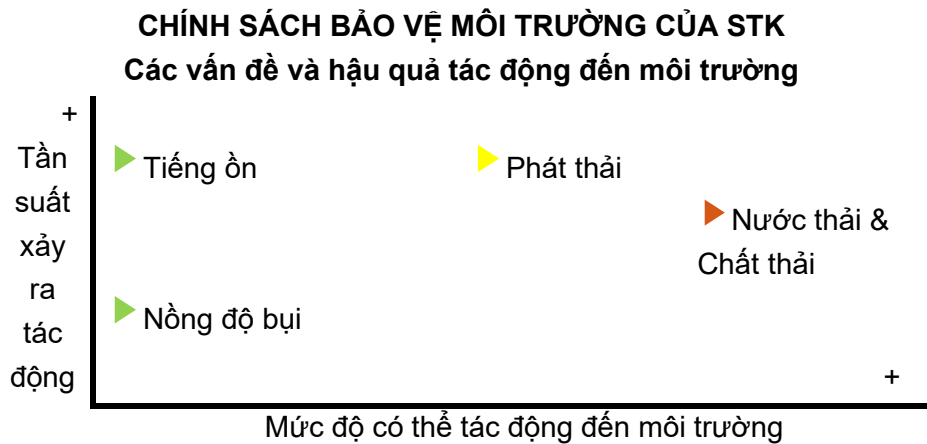 CHÍNH SÁCH BẢO VỆ MÔI TRƯỜNG CỦA STK
Các vấn đề và hậu quả tác động đến môi trường
+
Tần
suất
xảy
ra
tác
động
Tiếng ồn
Phát thải
Nước thải &
Chất thải
Nồng độ bụi
+
Mức độ có thể tác động đến môi trường